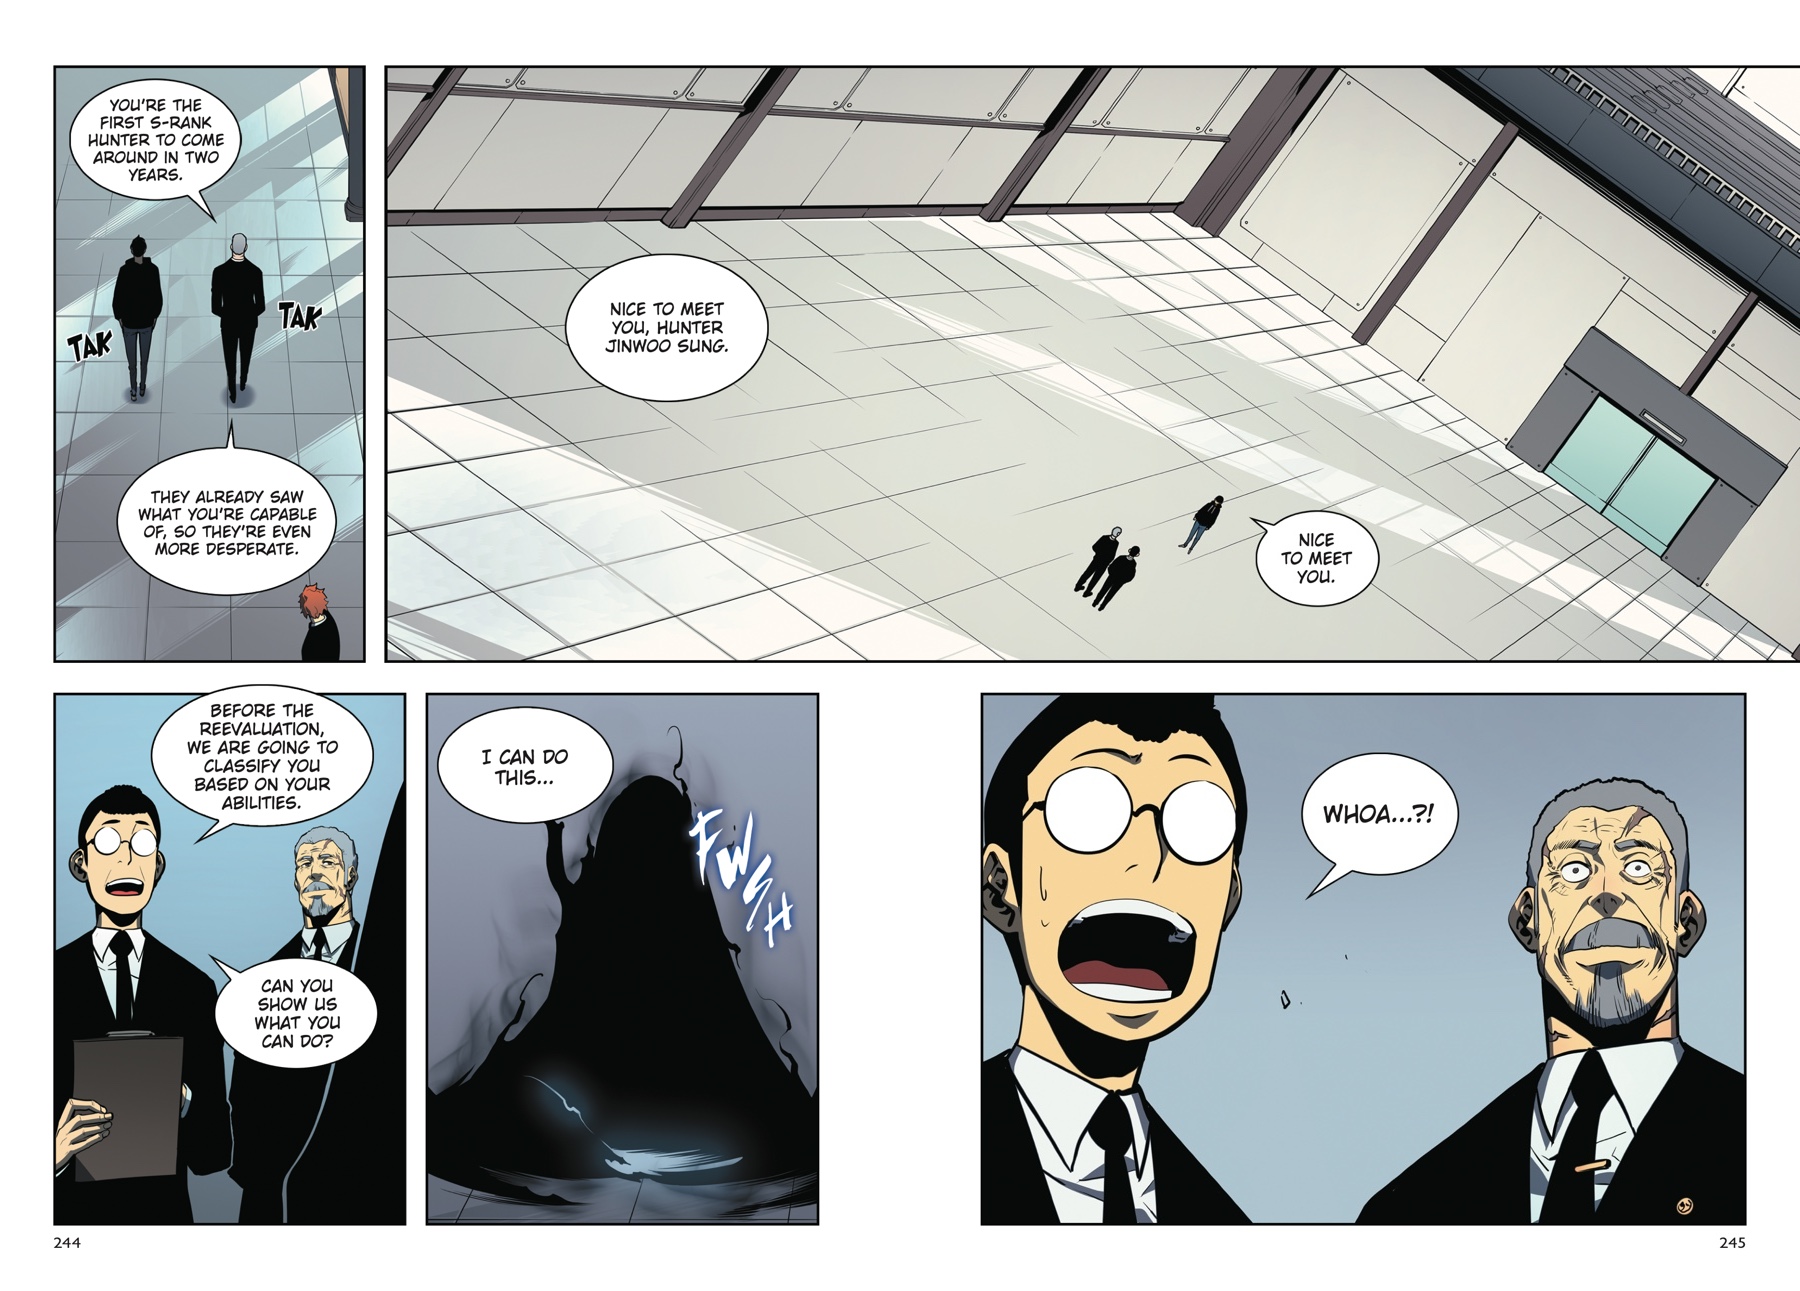 YOU'RE THE
FIRST S-RANK
HUNTER TO COME
AROUND IN TWO
YEARS.
TAK
TAK
THEY ALREADY SAW
WHAT YOU'RE CAPABLE
OF, SO THEY'RE EVEN
MORE DESPERATE.
NICE TO MEET
YOU, HUNTER
JINWOO SUNG.
NICE
TO MEET
YOU.
BEFORE THE
REEVALUATION,
WE ARE GOING TO
CLASSIFY YOU
BASED ON YOUR
ABILITIES.
CAN YOU
SHOW US
WHAT YOU
CAN DO?
I CAN DO
THIS...
FWSH
WHOA...?!
244
245